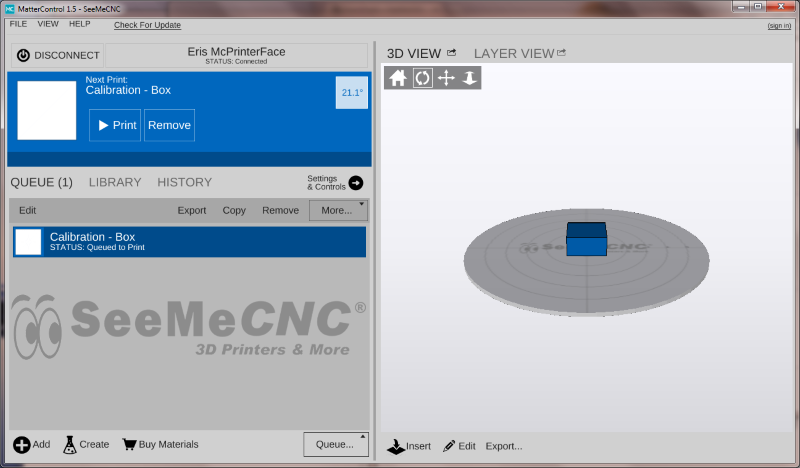 MatterControl 1.5 - SeeMeCNC
FILE VIEW HELP Check For Update
(sign in)
DISCONNECT
Eris McPrinterFace
STATUS: Connected
Next Print:
Calibration - Box
21.1°
Print Remove
QUEUE (1) LIBRARY HISTORY
Settings
& Controls
Edit Export Copy Remove More...
Calibration - Box
STATUS: Queued to Print
SeeMeCNC®
3D Printers & More
Add Create Buy Materials Queue...
3D VIEW LAYER VIEW
SeeMeCNC
Insert Edit Export...